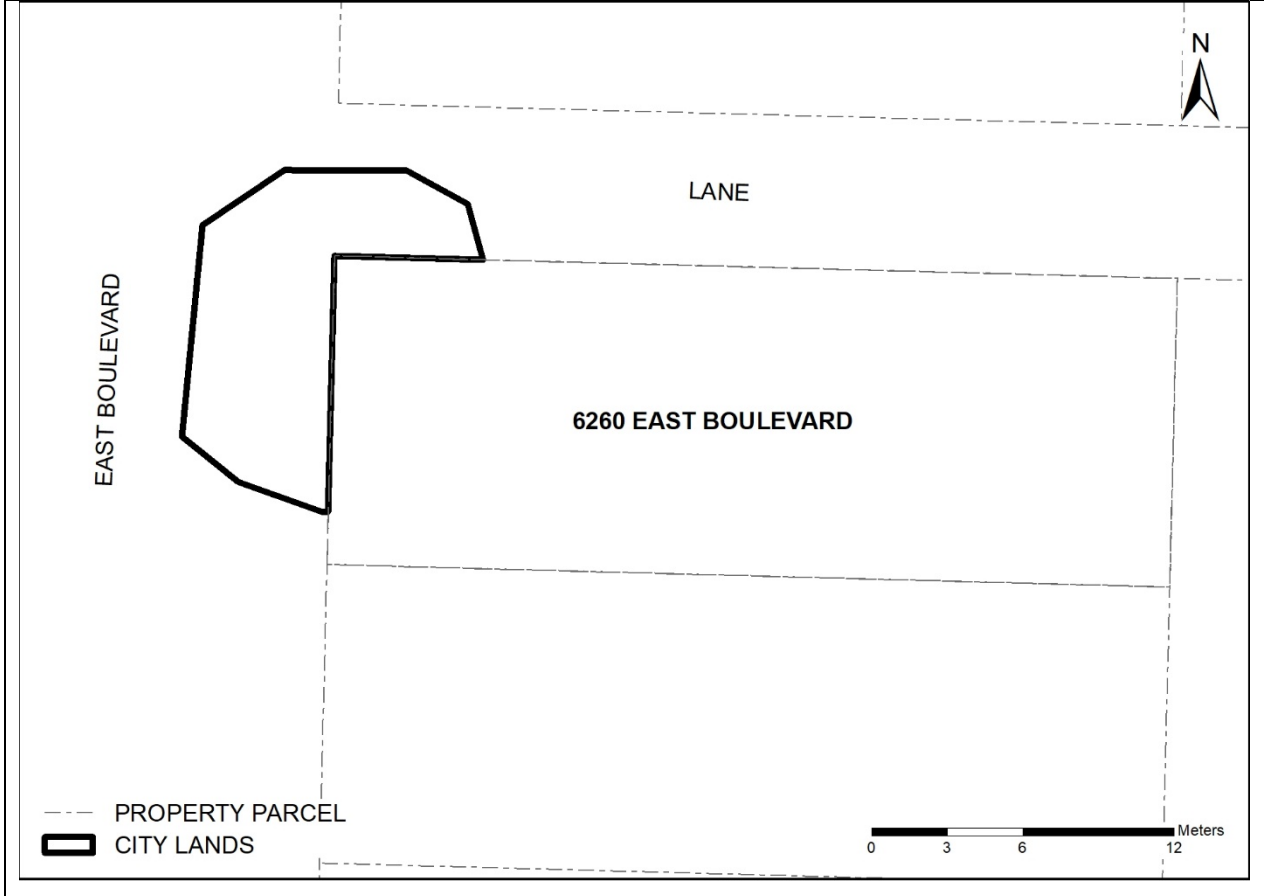 N
LANE
EAST BOULEVARD
6260 EAST BOULEVARD
PROPERTY PARCEL
CITY LANDS
Meters
0 3 6 12